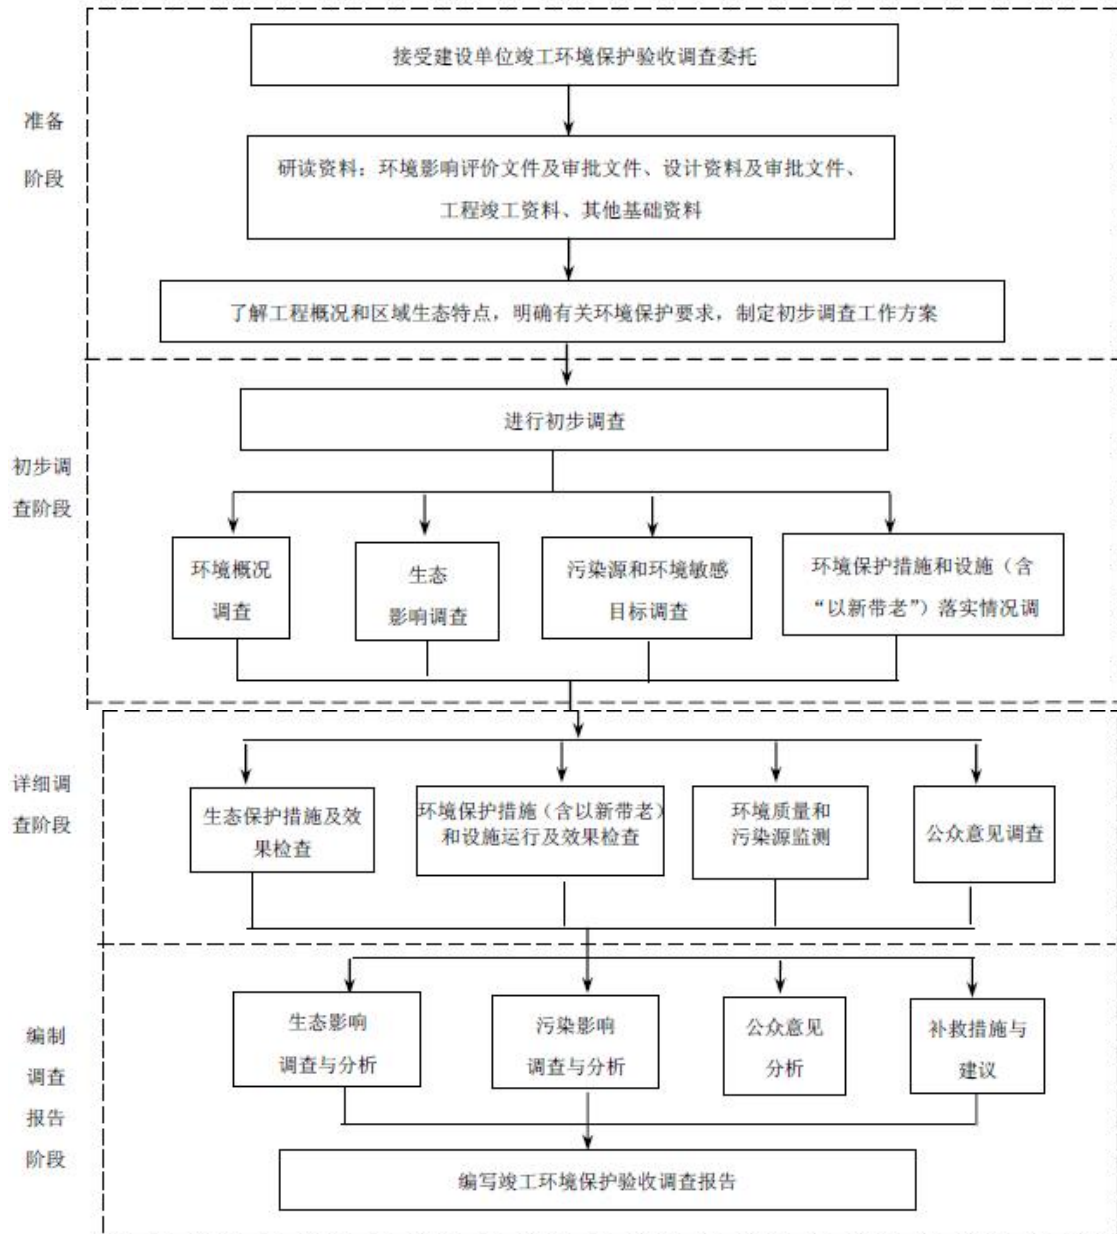 接受建设单位竣工环境保护验收调查委托
准备
阶段
研读资料：环境影响评价文件及审批文件、设计资料及审批文件、
工程竣工资料、其他基础资料
了解工程概况和区域生态特点，明确有关环境保护要求，制定初步调查工作方案
进行初步调查
初步调
查阶段
环境概况
调查
生态
影响调查
污染源和环境敏感
目标调查
环境保护措施和设施（含
“以新带老”）落实情况调
详细调
查阶段
生态保护措施及效
果检查
环境保护措施（含以新带老）
和设施运行及效果检查
环境质量和
污染源监测
公众意见调查
编制
调查
报告
阶段
生态影响
调查与分析
污染影响
调查与分析
公众意见
分析
补救措施与
建议
编写竣工环境保护验收调查报告